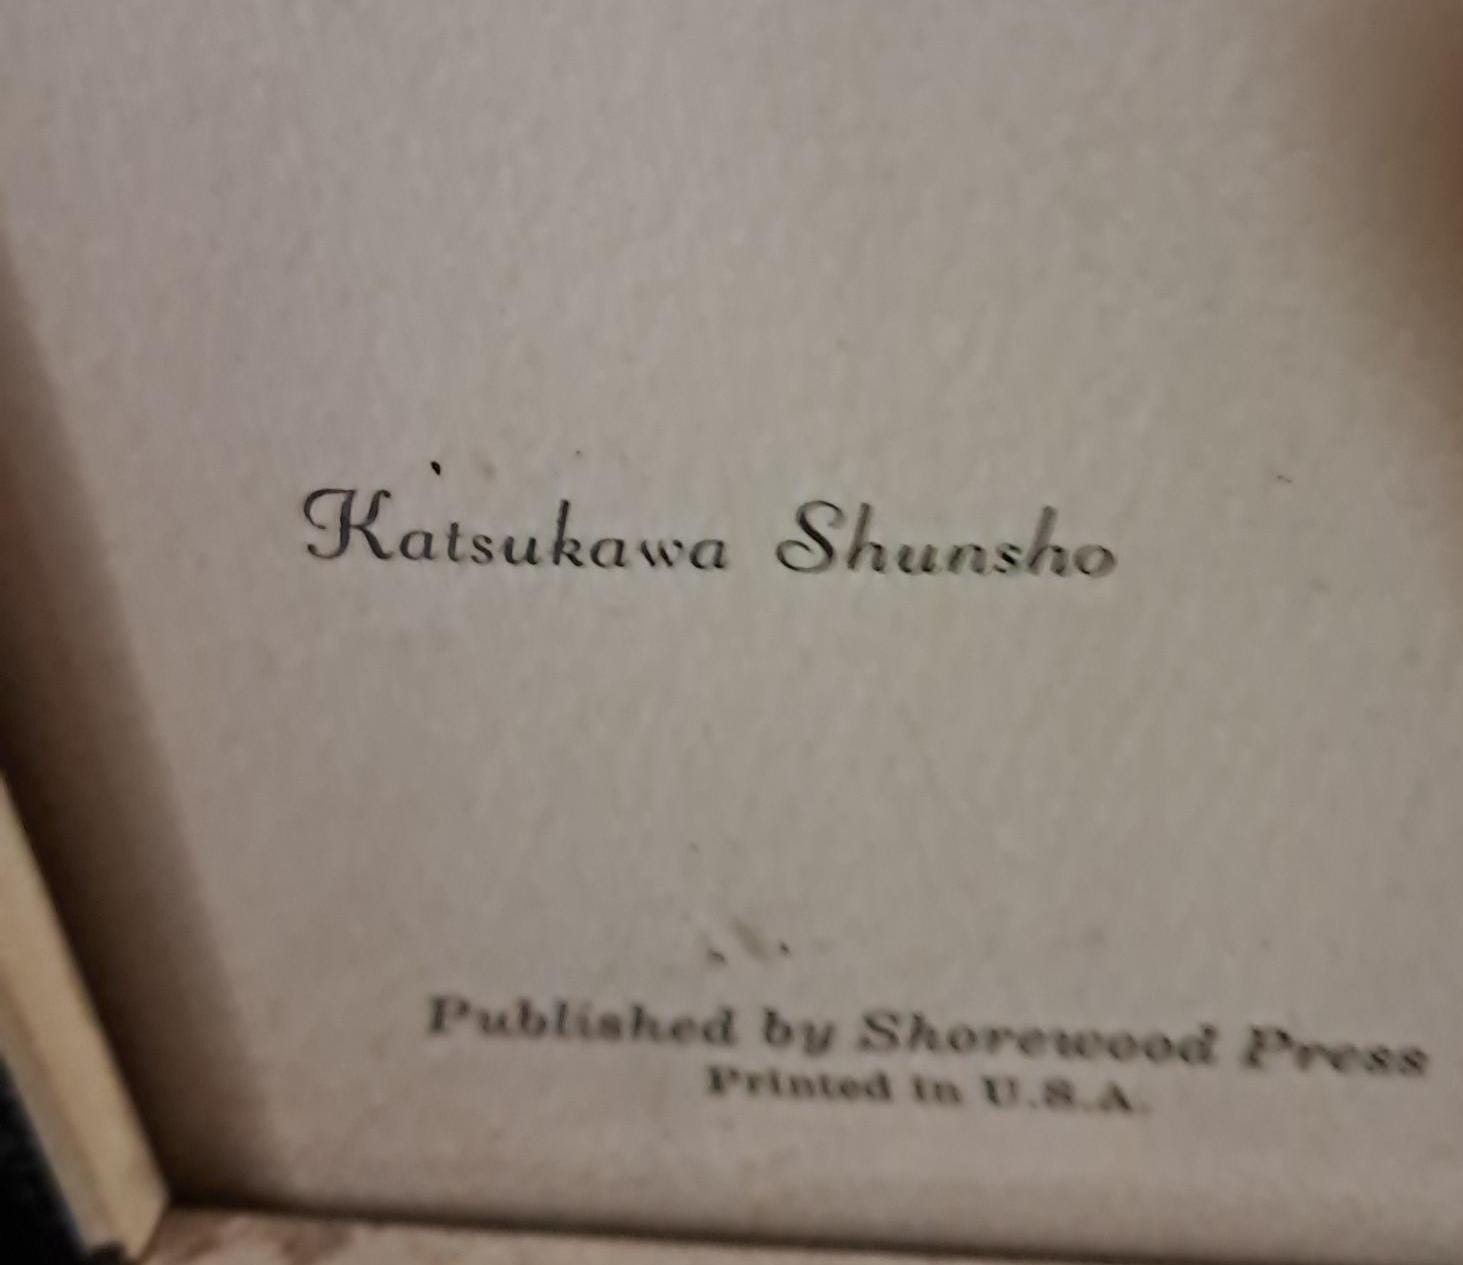 Katsukawa Shunsho
Published by Shorewood Press
Printed in U.S.A.